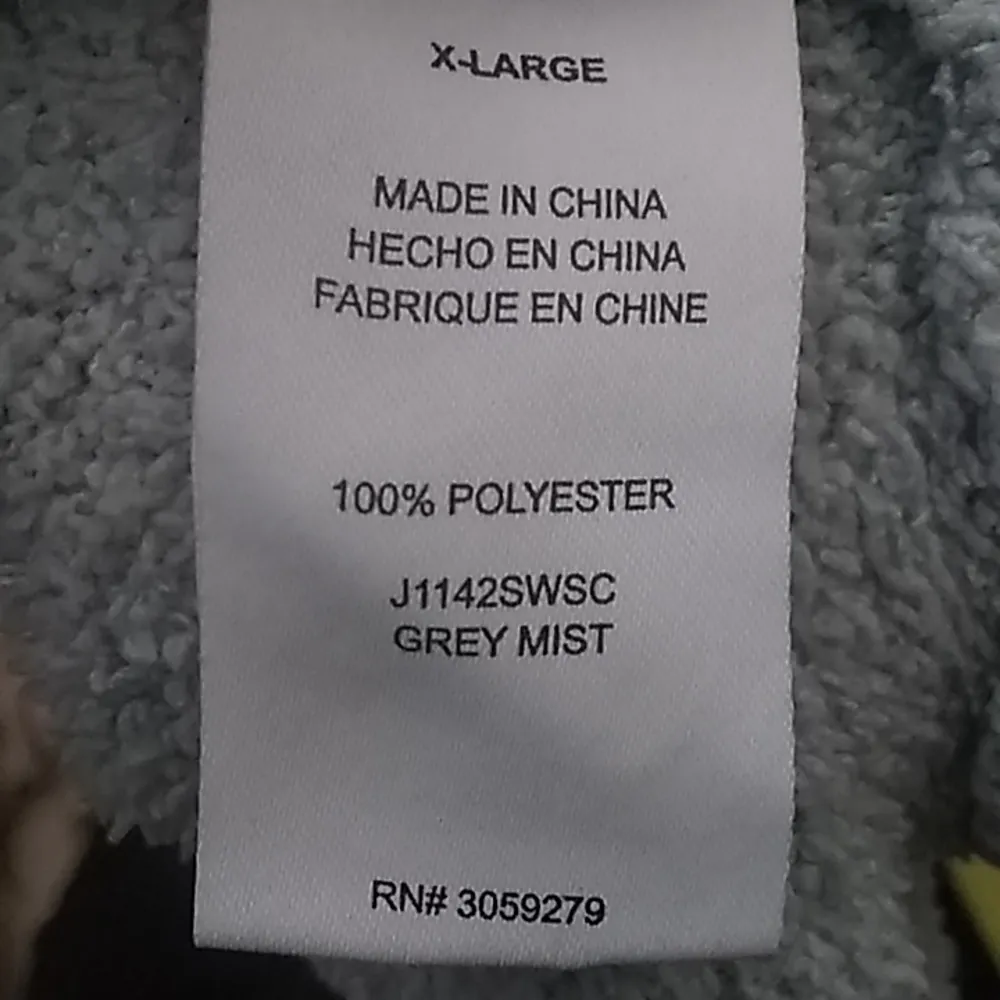 X-LARGE
MADE IN CHINA
HECHO EN CHINA
FABRIQUE EN CHINE
100% POLYESTER
J1142SWSC
GREY MIST
RN# 3059279